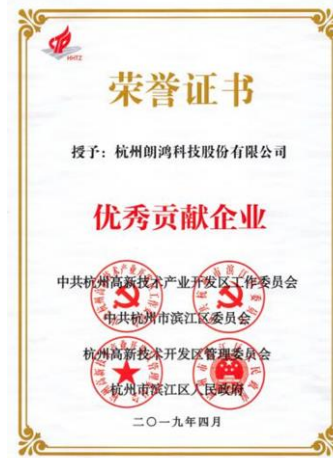 HHTZ
荣誉证书
授予：杭州朗鸿科技股份有限公司
优秀贡献企业
中共杭州高新技术产业开发区工作委员会
中共杭州市滨江区委员会
杭州高新技术开发区管理委员会
杭州市滨江区人民政府
二〇一九年四月